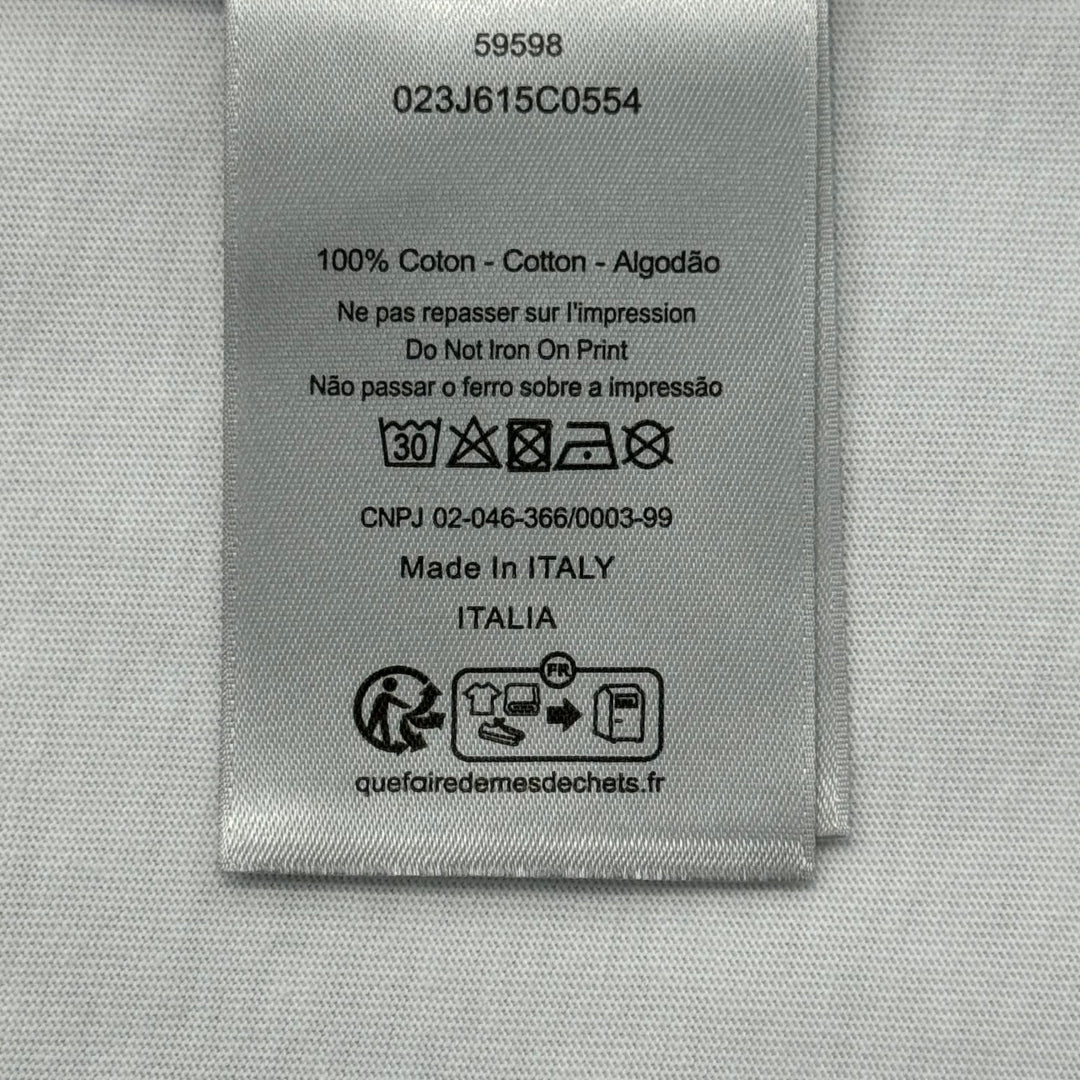 59598
023J615C0554
100% Coton - Cotton - Algodão
Ne pas repasser sur l'impression
Do Not Iron On Print
Não passar o ferro sobre a impressão
30
CNPJ 02-046-366/0003-99
Made In ITALY
ITALIA
FR
quefairedemesdechets.fr